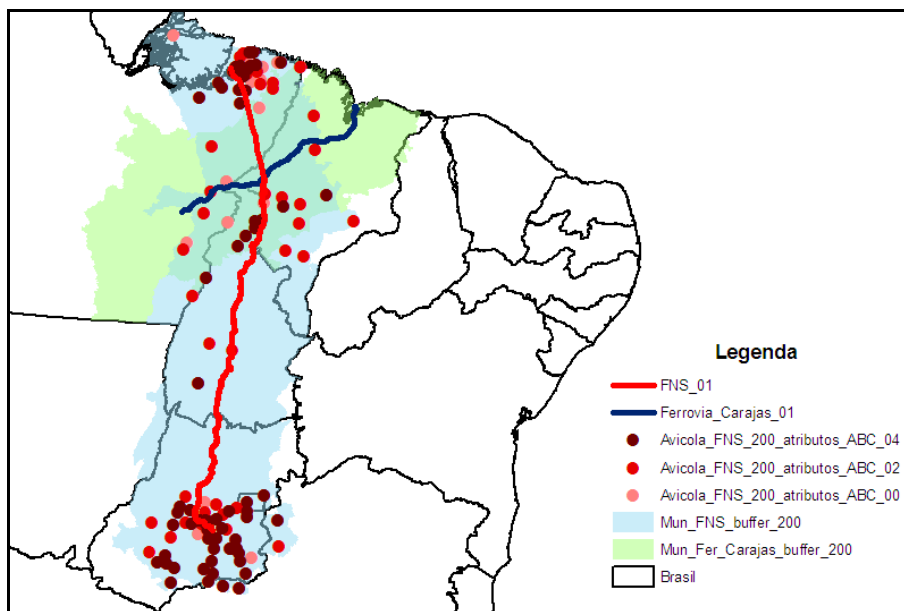 Legenda
FNS_01
Ferrovia_Carajas_01
Avicola_FNS_200_atributos_ABC_04
Avicola_FNS_200_atributos_ABC_02
Avicola_FNS_200_atributos_ABC_00
Mun_FNS_buffer_200
Mun_Fer_Carajas_buffer_200
Brasil